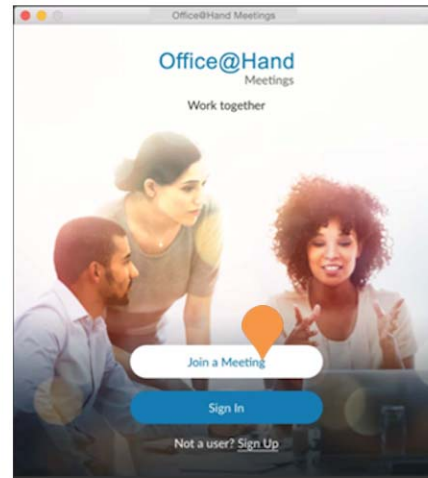 Office@Hand Meetings
Office@Hand
Meetings
Work together
Join a Meeting
Sign In
Not a user? Sign Up